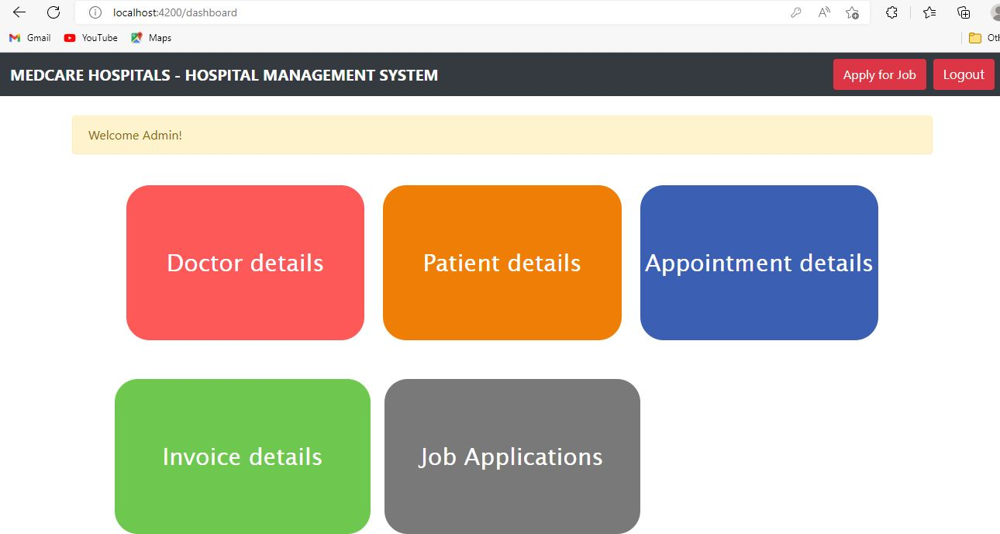 localhost:4200/dashboard
Gmail YouTube Maps
MEDCARE HOSPITALS - HOSPITAL MANAGEMENT SYSTEM Apply for Job Logout
Welcome Admin!
Doctor details Patient details Appointment details
Invoice details Job Applications